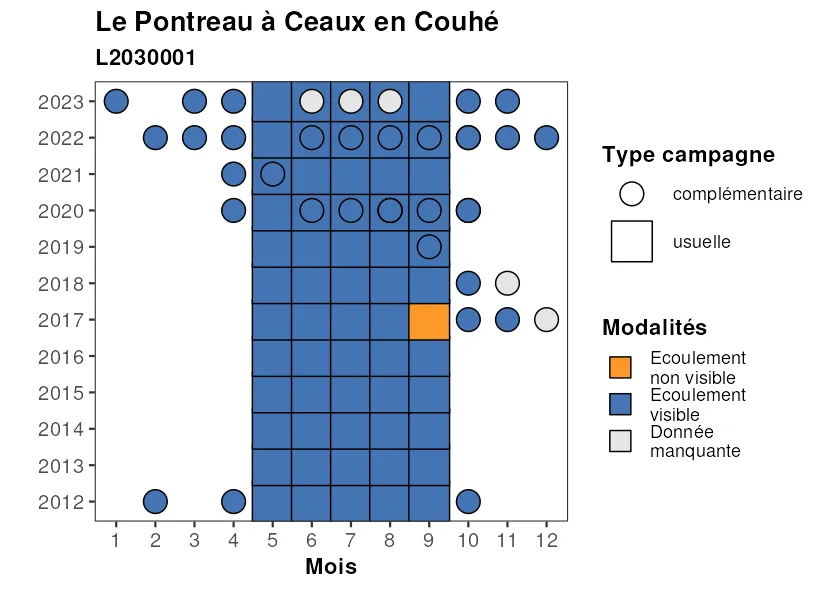 Le Pontreau à Ceaux en Couhé
L2030001
2023
2022
2021
2020
2019
2018
2017
2016
2015
2014
2013
2012
1 2 3 4 5 6 7 8 9 10 11 12
Mois
Type campagne
complémentaire
usuelle
Modalités
Ecoulement
non visible
Ecoulement
visible
Donnée
manquante